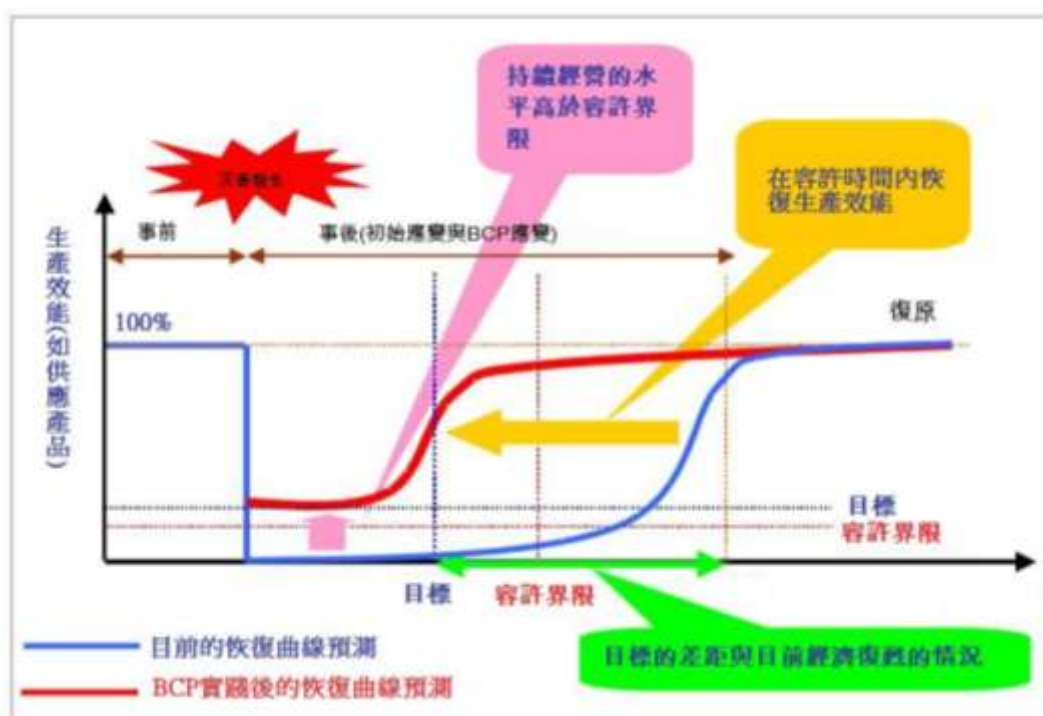 持續經營的水
平高於容許界
限
災害發生
在容許時間內恢
復生產效能
事前
事後(初始應變與BCP應變)
生產效能(如供應產品)
100%
復原
目標
容許界限
目標
容許界限
目前的恢復曲線預測
目標的差距與目前經濟復甦的情況
BCP實踐後的恢復曲線預測